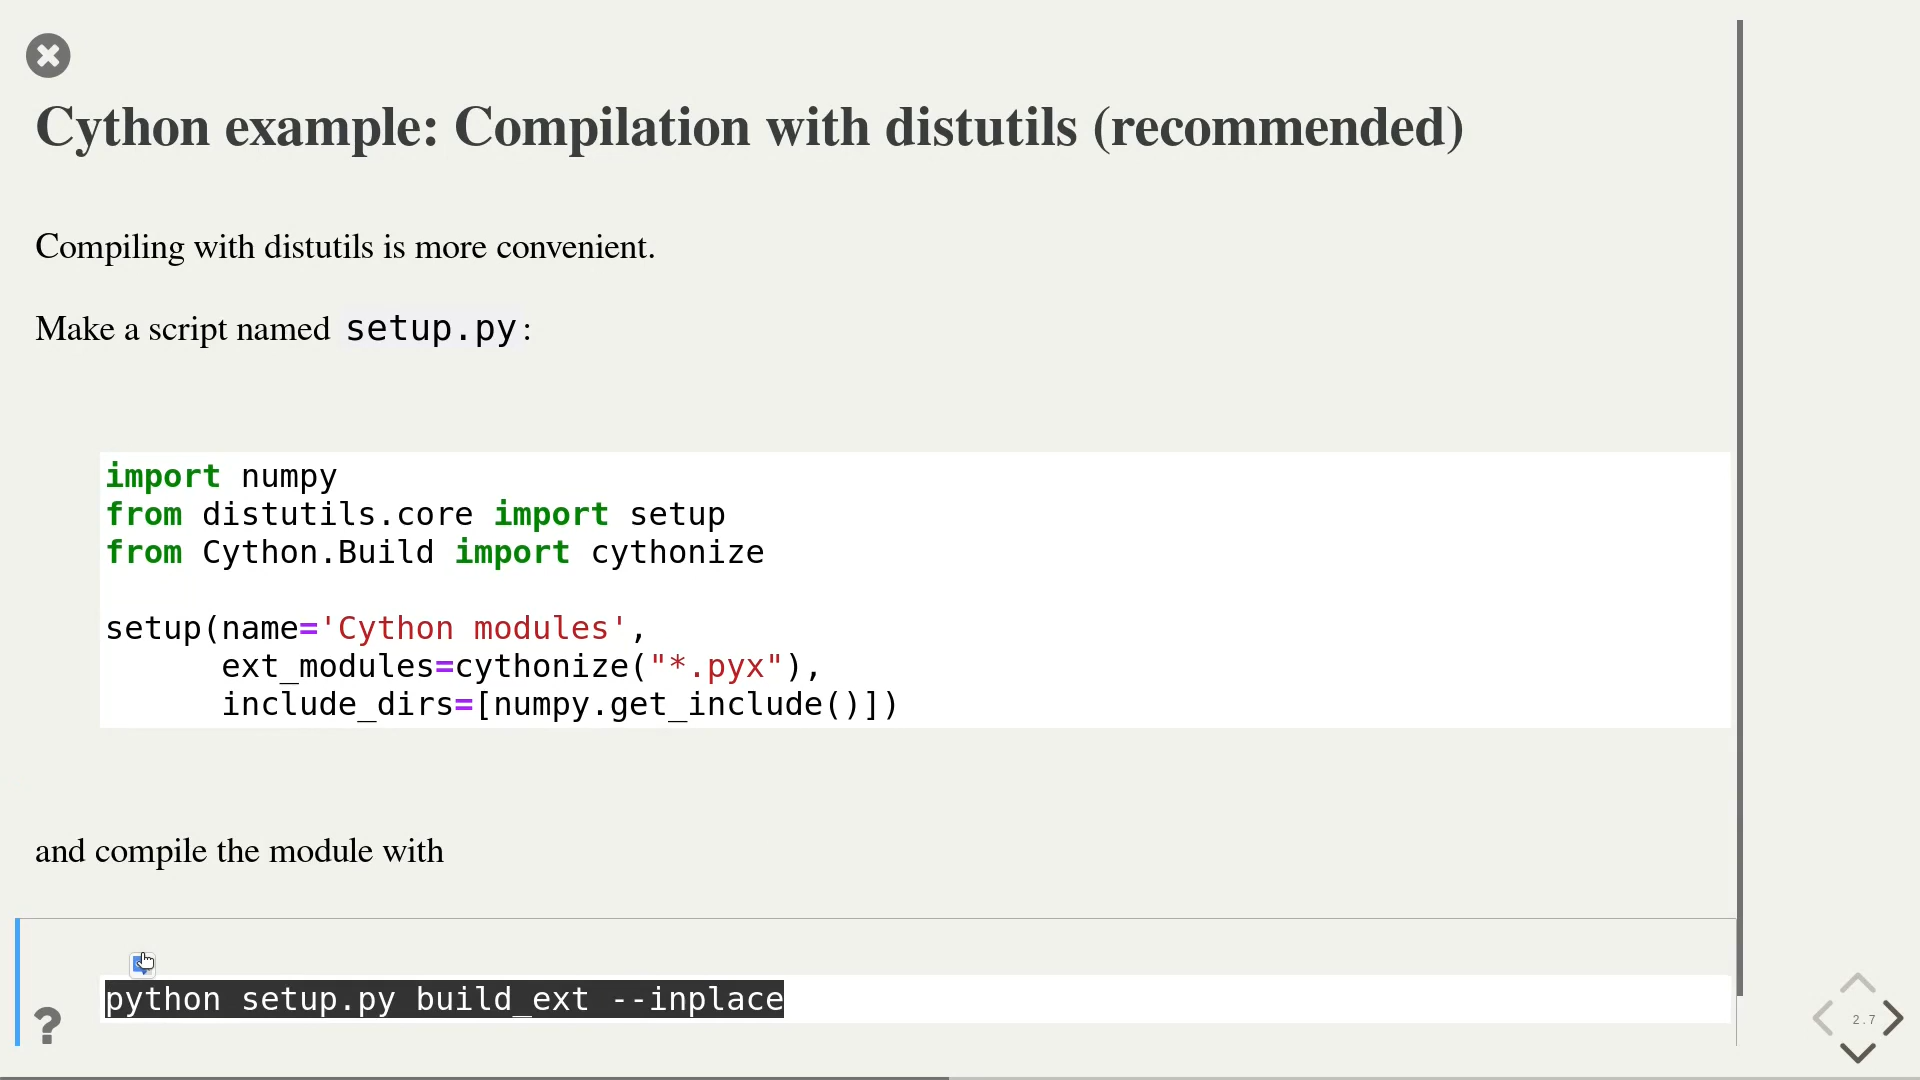 Cython example: Compilation with distutils (recommended)
Compiling with distutils is more convenient.
Make a script named setup.py:
import numpy
from distutils.core import setup
from Cython.Build import cythonize
setup(name='Cython modules',
ext_modules=cythonize("*.pyx"),
include_dirs=[numpy.get_include()])
and compile the module with
python setup.py build_ext --inplace
?
2.7